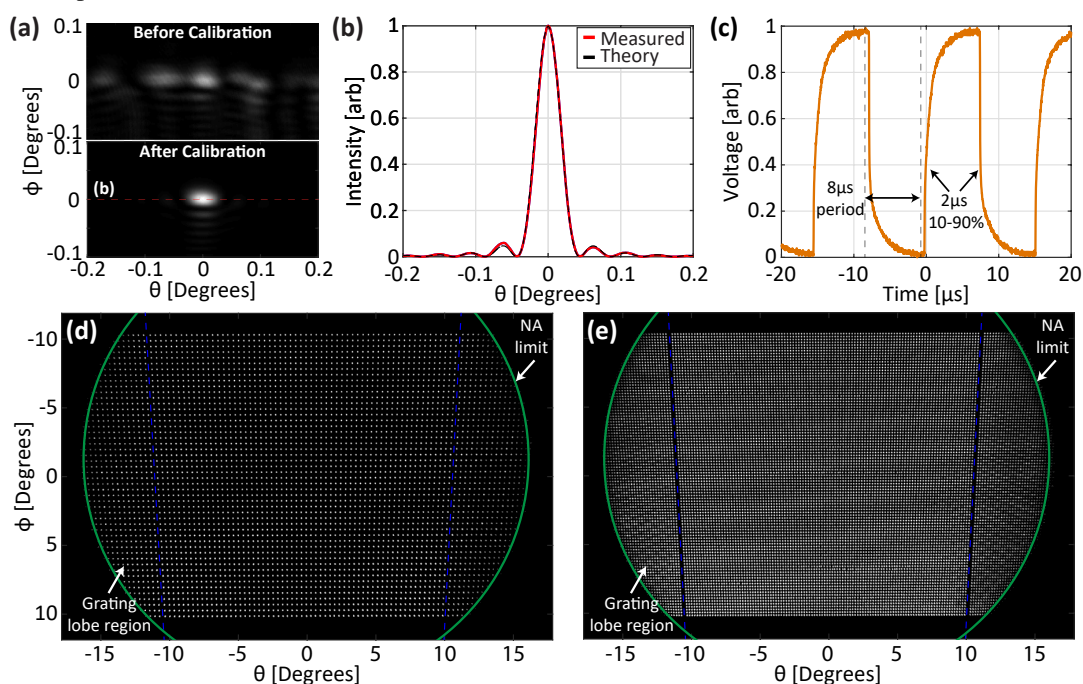 (a)
Before Calibration
After Calibration
(b)
0.1
0
-0.1
0
-0.1
ϕ [Degrees]
-0.2
-0.1
0
0.1
0.2
θ [Degrees]
(b)
Measured
Theory
1
0.8
0.6
0.4
0.2
0
Intensity [arb]
-0.2
-0.1
0
0.1
0.2
θ [Degrees]
(c)
1
0.8
0.6
0.4
0.2
0
Voltage [arb]
8µs
period
2µs
10-90%
-20
-10
0
10
20
Time [µs]
(d)
NA
limit
Grating
lobe region
-10
-5
0
5
10
ϕ [Degrees]
-15
-10
-5
0
5
10
15
θ [Degrees]
(e)
NA
limit
Grating
lobe region
-15
-10
-5
0
5
10
15
θ [Degrees]